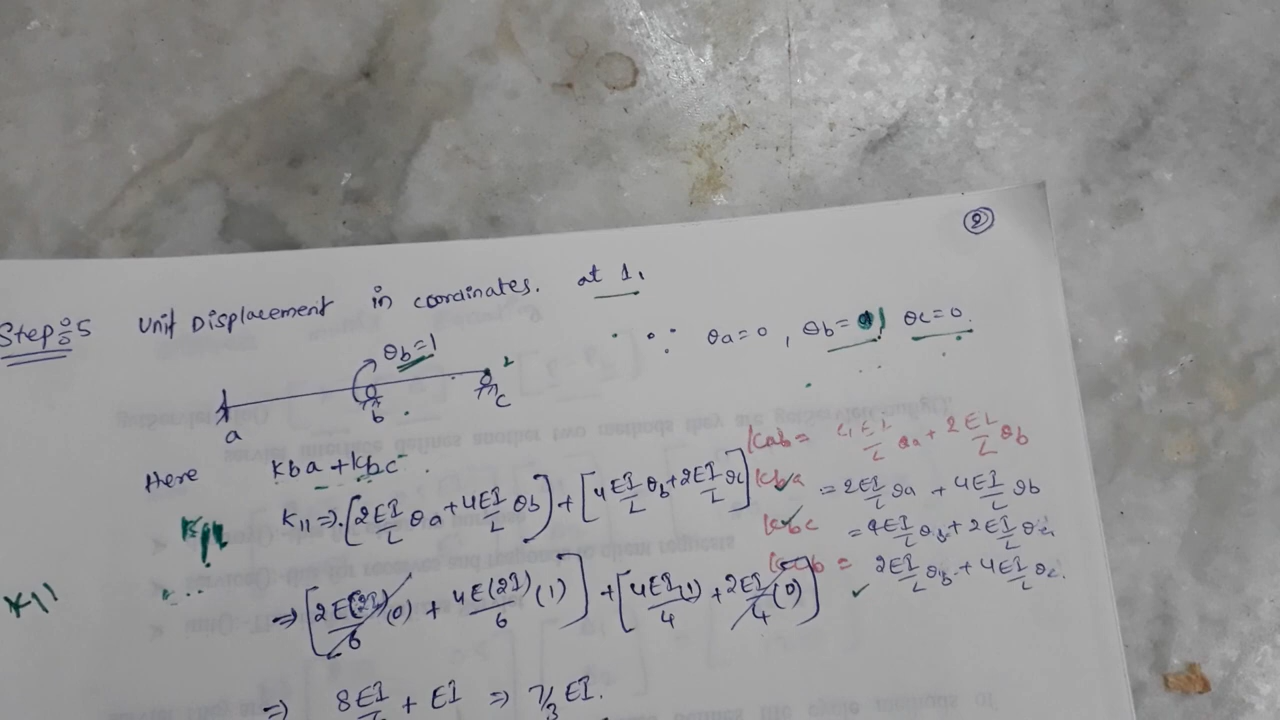 ②
Step:5 Unit Displacement in coordinates. at 1.
θb=1
∵ θa=0, θb=1, θc=0.
a b c 2
Here Kba + Kbc.
K11 ⇒ [2EI/L θa + 4EI/L θb] + [4EI/L θb + 2EI/L θc]
K11
⇒ [2E(2I)/6 (0) + 4E(2I)/6 (1)] + [4EI/4 (1) + 2EI/4 (0)]
⇒ 8EI/ + EI ⇒ 7/3 EI.
Kab = 4EI/L θa + 2EI/L θb
Kba = 2EI/L θa + 4EI/L θb
Kbc = 4EI/L θb + 2EI/L θc
Kcb = 2EI/L θb + 4EI/L θc.